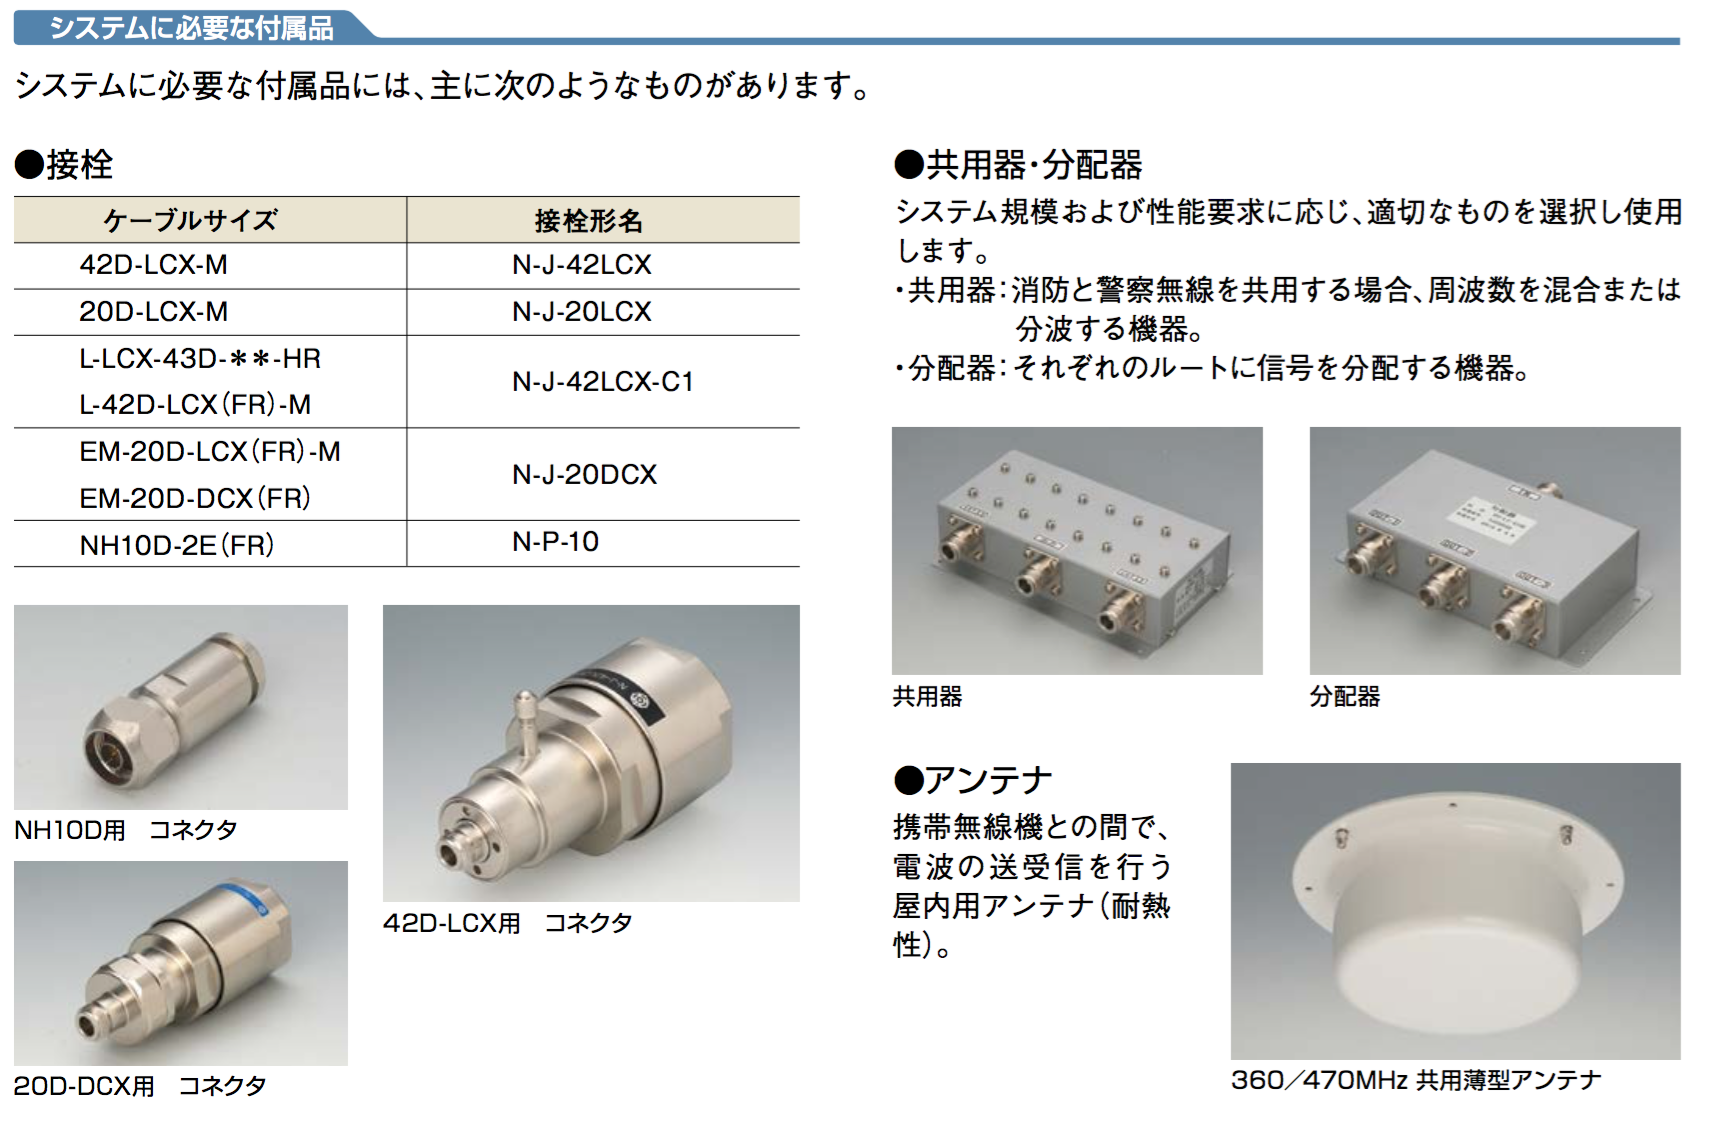 システムに必要な付属品
システムに必要な付属品には、主に次のようなものがあります。
●接栓
ケーブルサイズ 接栓形名
42D-LCX-M N-J-42LCX
20D-LCX-M N-J-20LCX
L-LCX-43D-＊＊-HR
L-42D-LCX（FR）-M
N-J-42LCX-C1
EM-20D-LCX（FR）-M
EM-20D-DCX（FR）
N-J-20DCX
NH10D-2E（FR） N-P-10
NH10D用　コネクタ
42D-LCX用　コネクタ
20D-DCX用　コネクタ
●共用器・分配器
システム規模および性能要求に応じ、適切なものを選択し使用
します。
・共用器：消防と警察無線を共用する場合、周波数を混合または
分波する機器。
・分配器：それぞれのルートに信号を分配する機器。
共用器
分配器
●アンテナ
携帯無線機との間で、
電波の送受信を行う
屋内用アンテナ（耐熱
性）。
360／470MHz 共用薄型アンテナ